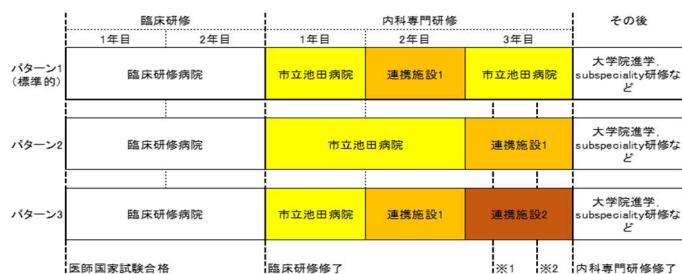 臨床研修 内科専門研修 その後
1年目 2年目 1年目 2年目 3年目
パターン1
(標準的)
臨床研修病院 市立池田病院 連携施設1 市立池田病院
大学院進学,
subspeciality研修な
ど
パターン2 臨床研修病院 市立池田病院 連携施設1
大学院進学,
subspeciality研修な
ど
パターン3 臨床研修病院 市立池田病院 連携施設1 連携施設2
大学院進学,
subspeciality研修な
ど
医師国家試験合格 臨床研修修了 ※1 ※2 内科専門研修修了